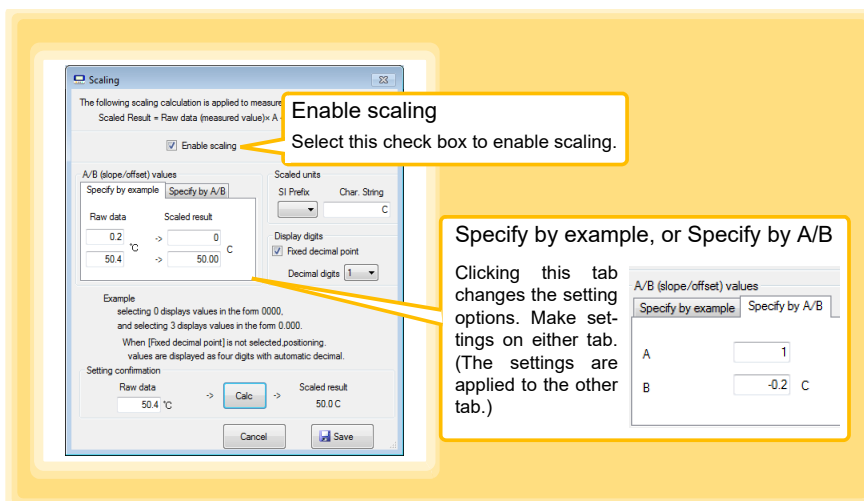 Scaling
The following scaling calculation is applied to measure
Scaled Result = Raw data (measured value)× A
Enable scaling
Enable scaling
Select this check box to enable scaling.
A/B (slope/offset) values
Specify by example Specify by A/B
Raw data Scaled result
0.2 °C -> 0 C
50.4 -> 50.00
Scaled units
SI Prefix Char. String
C
Display digits
Fixed decimal point
Decimal digits 1
Example
selecting 0 displays values in the form 0000,
and selecting 3 displays values in the form 0.000.
When [Fixed decimal point] is not selected,positioning.
values are displayed as four digits with automatic decimal.
Setting confirmation
Raw data Scaled result
50.4 °C -> Calc -> 50.0 C
Cancel Save
Specify by example, or Specify by A/B
Clicking this tab
changes the setting
options. Make set-
tings on either tab.
(The settings are
applied to the other
tab.)
A/B (slope/offset) values
Specify by example Specify by A/B
A 1
B -0.2 C